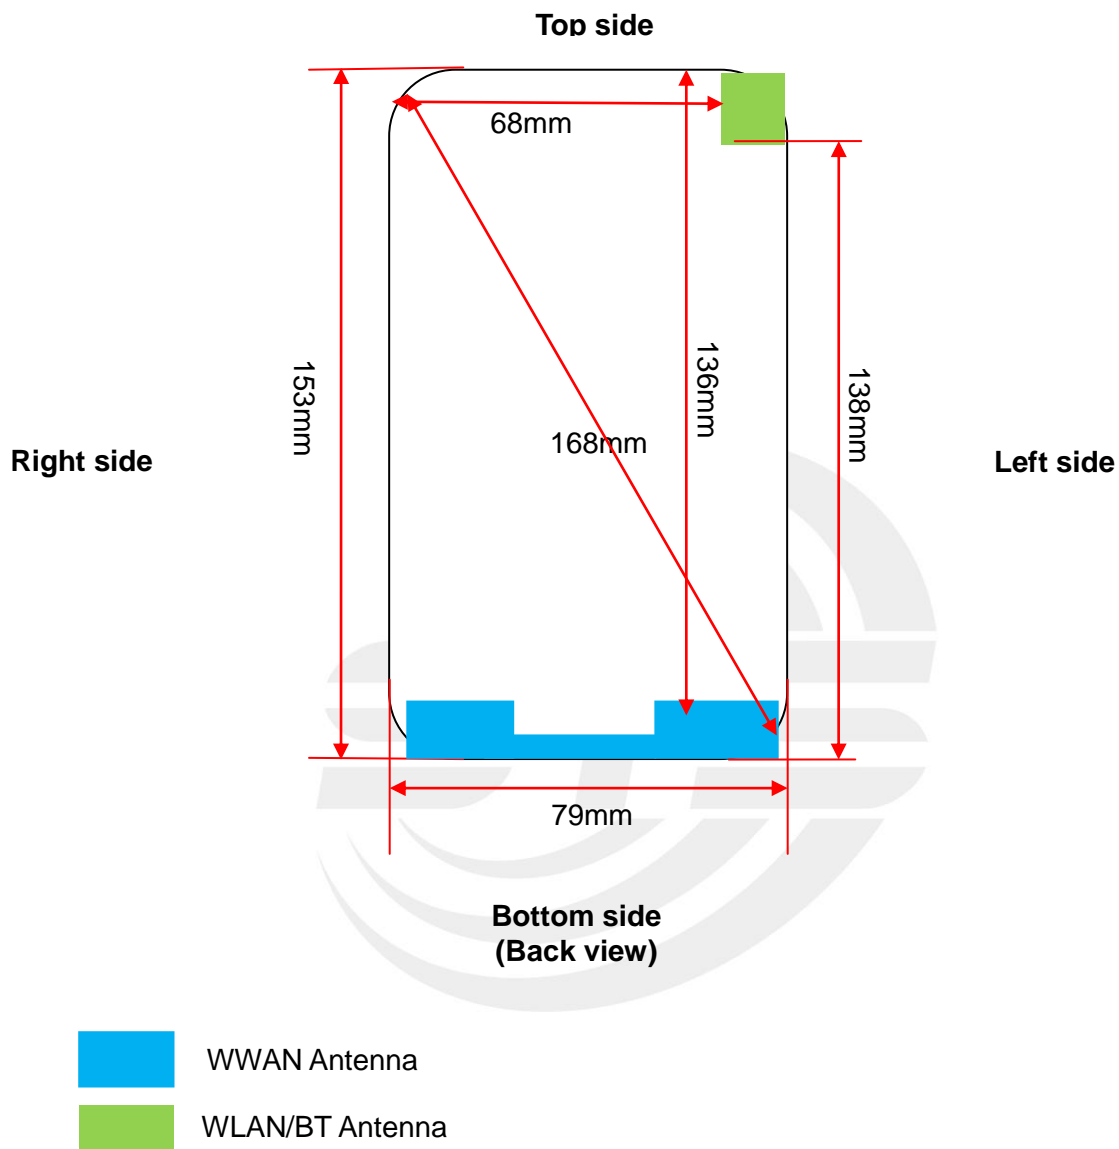 Top side
68mm
153mm
136mm
138mm
168mm
Right side
Left side
79mm
Bottom side
(Back view)
WWAN Antenna
WLAN/BT Antenna